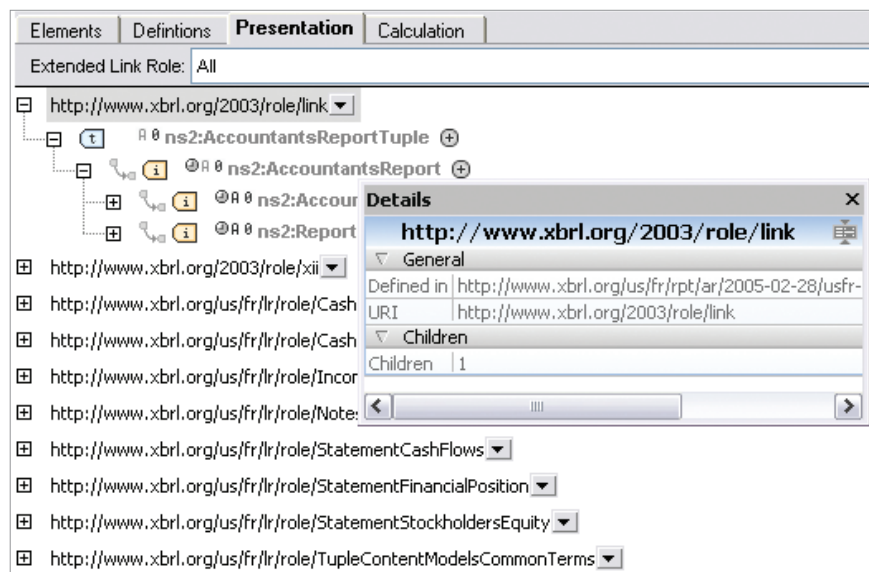 Elements Defintions Presentation Calculation
Extended Link Role: All
http://www.xbrl.org/2003/role/link
t A 0 ns2:AccountantsReportTuple
i A 0 ns2:AccountantsReport
i A 0 ns2:Accour
i A 0 ns2:Report
Details
http://www.xbrl.org/2003/role/link
General
Defined in http://www.xbrl.org/us/fr/rpt/ar/2005-02-28/usfr-
URI http://www.xbrl.org/2003/role/link
Children
Children 1
http://www.xbrl.org/2003/role/xii
http://www.xbrl.org/us/fr/lr/role/Cash
http://www.xbrl.org/us/fr/lr/role/Cash
http://www.xbrl.org/us/fr/lr/role/Incor
http://www.xbrl.org/us/fr/lr/role/Notes
http://www.xbrl.org/us/fr/lr/role/StatementCashFlows
http://www.xbrl.org/us/fr/lr/role/StatementFinancialPosition
http://www.xbrl.org/us/fr/lr/role/StatementStockholdersEquity
http://www.xbrl.org/us/fr/lr/role/TupleContentModelsCommonTerms